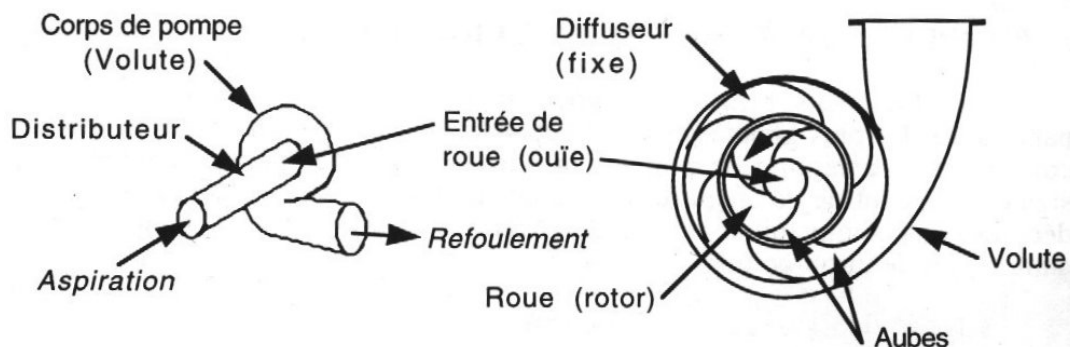 Corps de pompe
(Volute)
Distributeur
Aspiration
Refoulement
Entrée de
roue (ouïe)
Diffuseur
(fixe)
Roue (rotor)
Volute
Aubes